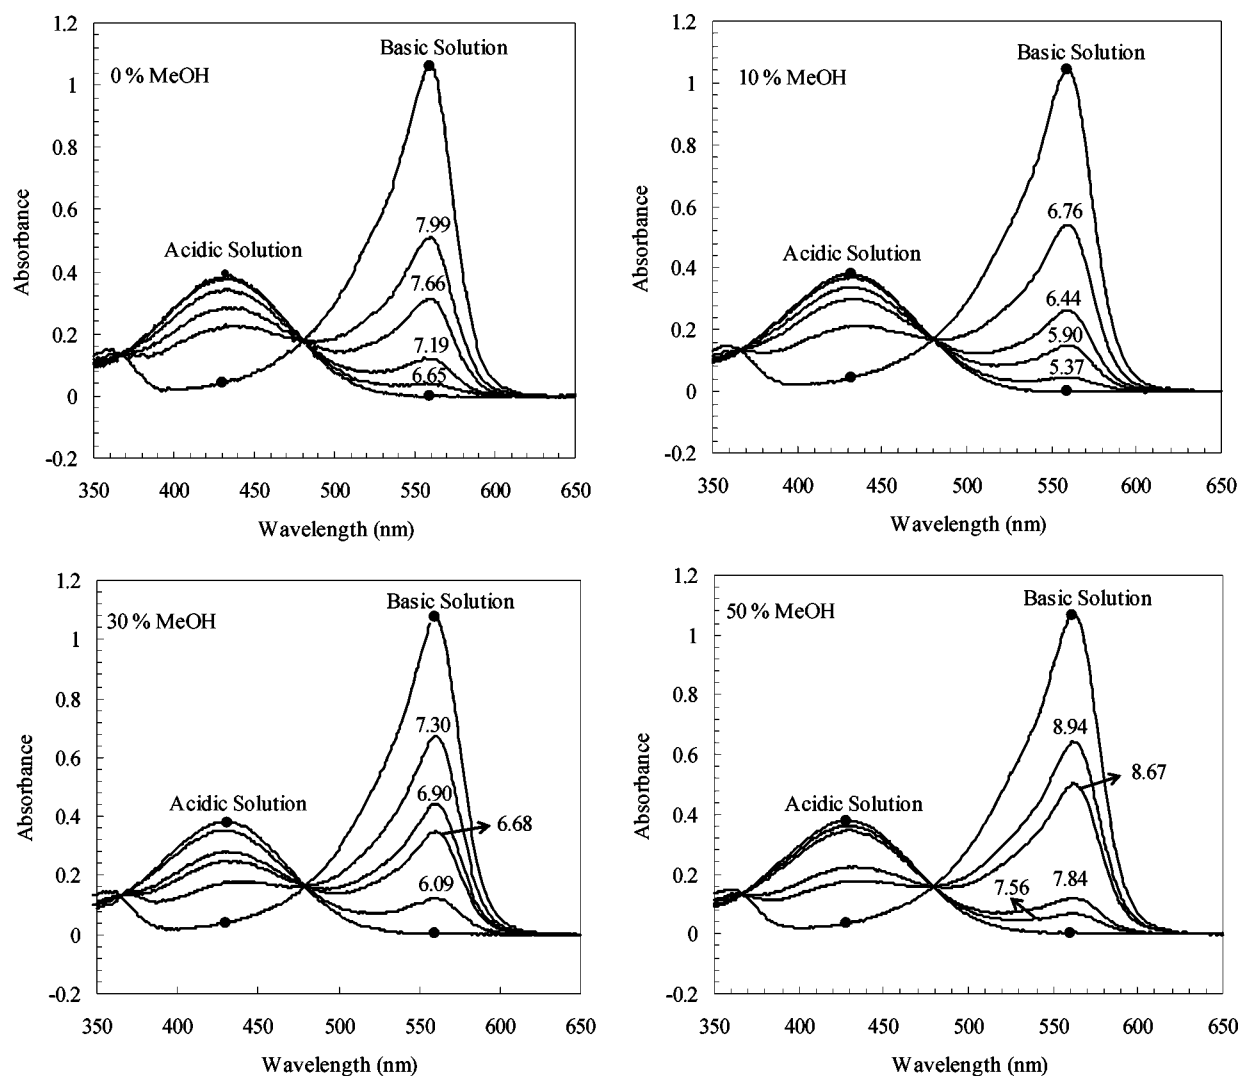 0 % MeOH
Basic Solution
Acidic Solution
7.99
7.66
7.19
6.65
Absorbance
1.2
1
0.8
0.6
0.4
0.2
0
-0.2
350 400 450 500 550 600 650
Wavelength (nm)
10 % MeOH
Basic Solution
Acidic Solution
6.76
6.44
5.90
5.37
Absorbance
1.2
1
0.8
0.6
0.4
0.2
0
-0.2
350 400 450 500 550 600 650
Wavelength (nm)
30 % MeOH
Basic Solution
Acidic Solution
7.30
6.90
6.68
6.09
Absorbance
1.2
1
0.8
0.6
0.4
0.2
0
-0.2
350 400 450 500 550 600 650
Wavelength (nm)
50 % MeOH
Basic Solution
Acidic Solution
8.94
8.67
7.56
7.84
Absorbance
1.2
1
0.8
0.6
0.4
0.2
0
-0.2
350 400 450 500 550 600 650
Wavelength (nm)